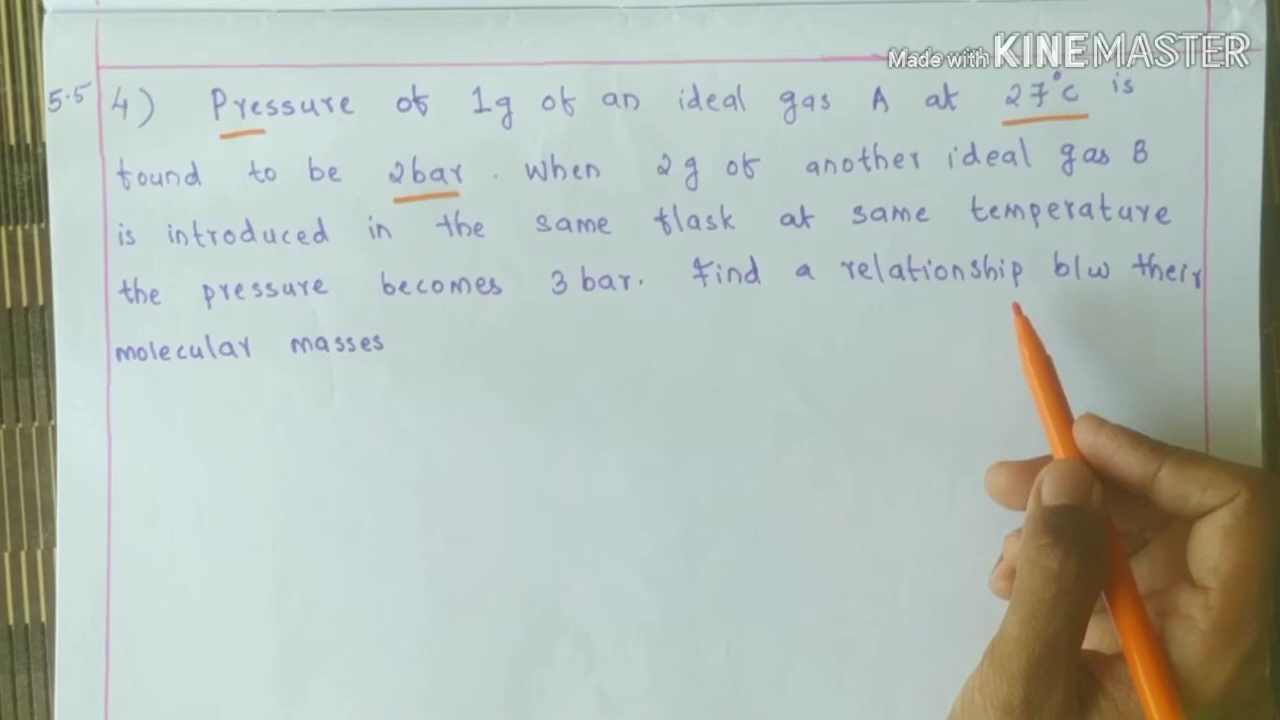 Made with KINEMASTER
5.5 4) Pressure of 1g of an ideal gas A at 27°C is
found to be 2bar. When 2g of another ideal gas B
is introduced in the same flask at same temperature
the pressure becomes 3 bar. Find a relationship b/w their
molecular masses